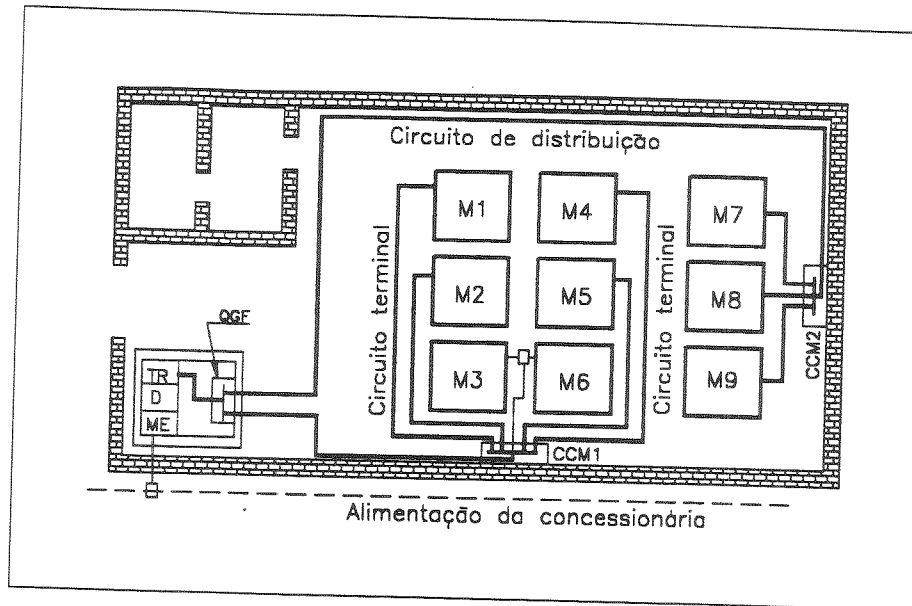 Circuito de distribuição
M1
M4
M7
Circuito terminal
M2
M5
Circuito terminal
M8
QGF
M3
M6
M9
CCM2
TR
D
ME
CCM1
Alimentação da concessionária